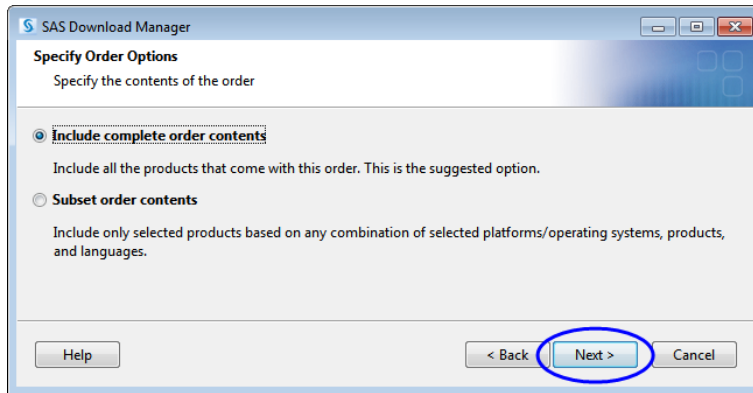 SAS Download Manager
Specify Order Options
Specify the contents of the order
Include complete order contents
Include all the products that come with this order. This is the suggested option.
Subset order contents
Include only selected products based on any combination of selected platforms/operating systems, products,
and languages.
Help
< Back
Next >
Cancel